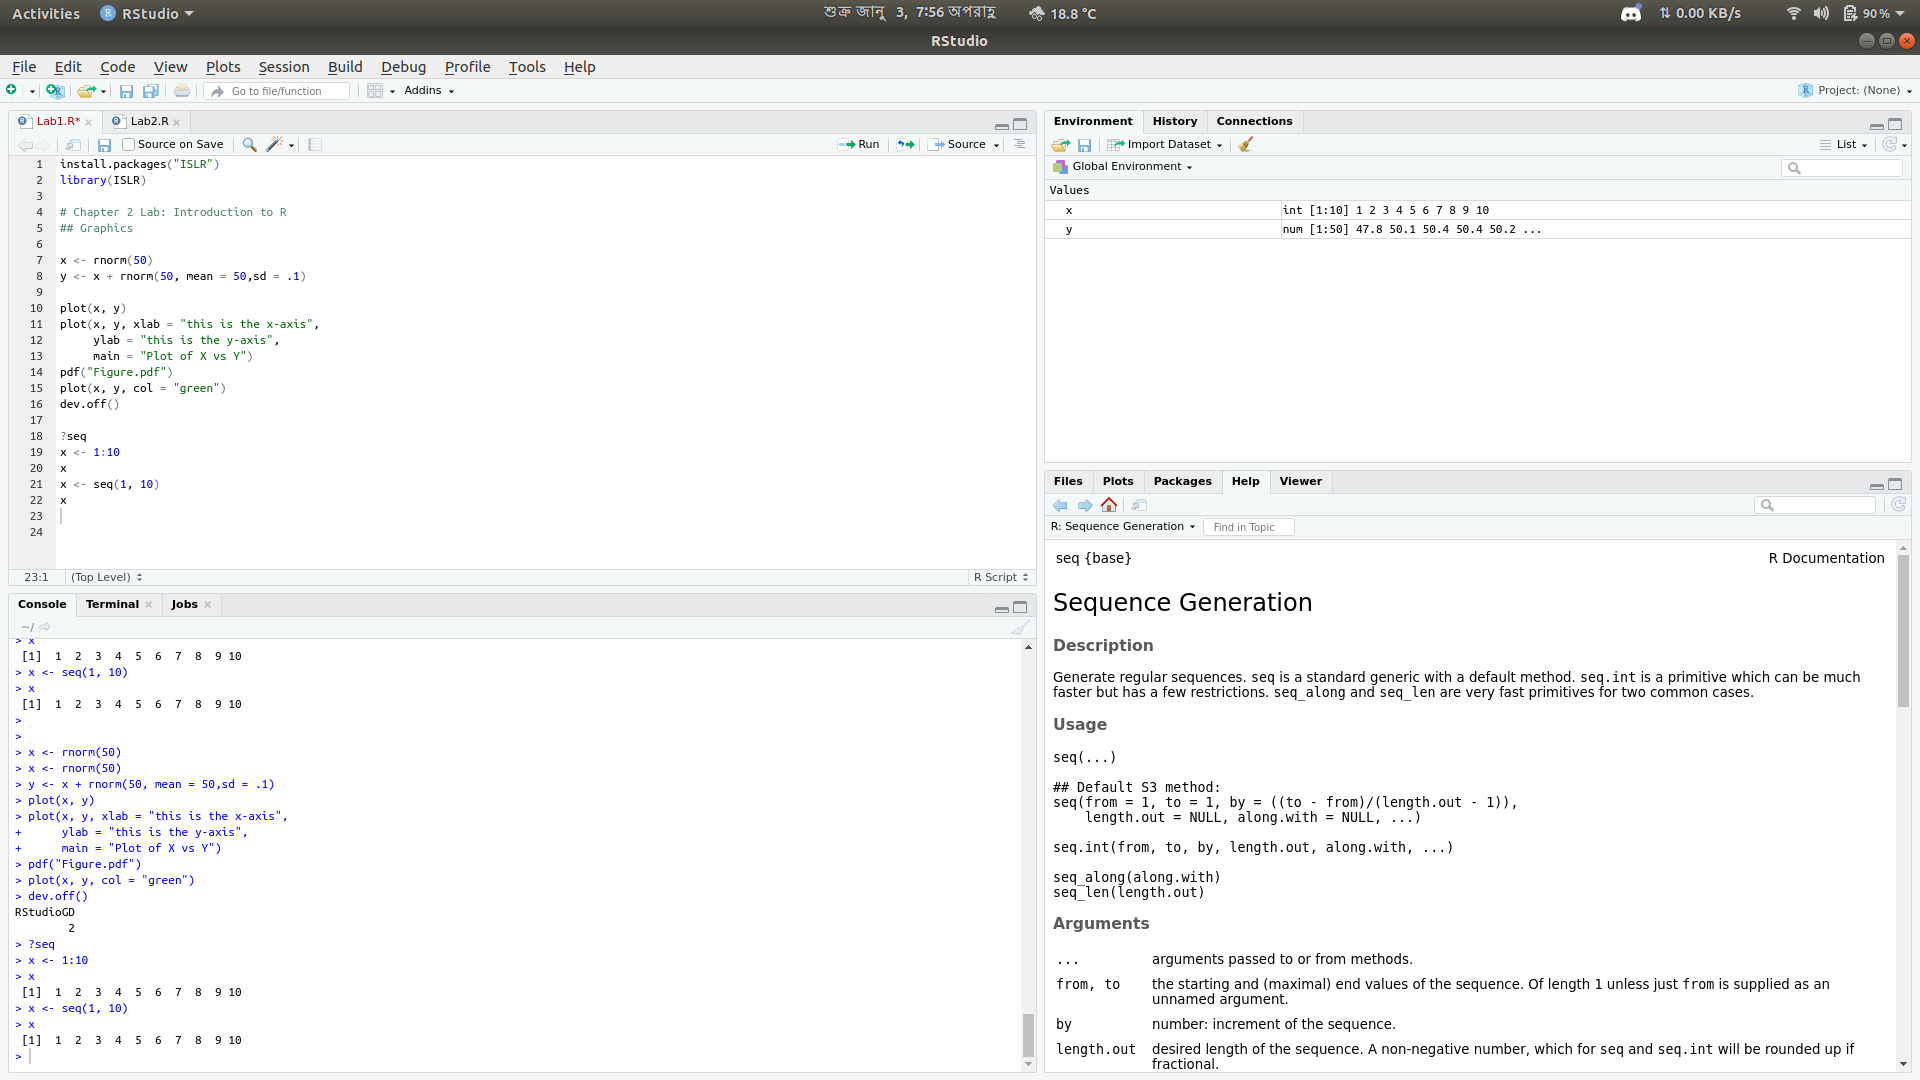 Activities RStudio শুক্র জানু 3, 7:56 অপরাহ্ণ 18.8 °C 0.00 KB/s 90 %
RStudio
File Edit Code View Plots Session Build Debug Profile Tools Help
Go to file/function Addins Project: (None)
Lab1.R* Lab2.R
Source on Save Run Source
1 install.packages("ISLR")
2 library(ISLR)
3
4 # Chapter 2 Lab: Introduction to R
5 ## Graphics
6
7 x <- rnorm(50)
8 y <- x + rnorm(50, mean = 50,sd = .1)
9
10 plot(x, y)
11 plot(x, y, xlab = "this is the x-axis",
12 ylab = "this is the y-axis",
13 main = "Plot of X vs Y")
14 pdf("Figure.pdf")
15 plot(x, y, col = "green")
16 dev.off()
17
18 ?seq
19 x <- 1:10
20 x
21 x <- seq(1, 10)
22 x
23
24
23:1 (Top Level) R Script
Console Terminal Jobs
~/
> x
[1] 1 2 3 4 5 6 7 8 9 10
> x <- seq(1, 10)
> x
[1] 1 2 3 4 5 6 7 8 9 10
>
>
> x <- rnorm(50)
> x <- rnorm(50)
> y <- x + rnorm(50, mean = 50,sd = .1)
> plot(x, y)
> plot(x, y, xlab = "this is the x-axis",
+ ylab = "this is the y-axis",
+ main = "Plot of X vs Y")
> pdf("Figure.pdf")
> plot(x, y, col = "green")
> dev.off()
RStudioGD
2
> ?seq
> x <- 1:10
> x
[1] 1 2 3 4 5 6 7 8 9 10
> x <- seq(1, 10)
> x
[1] 1 2 3 4 5 6 7 8 9 10
>
Environment History Connections
Import Dataset List
Global Environment
Values
x int [1:10] 1 2 3 4 5 6 7 8 9 10
y num [1:50] 47.8 50.1 50.4 50.4 50.2 ...
Files Plots Packages Help Viewer
R: Sequence Generation Find in Topic
seq {base} R Documentation
Sequence Generation
Description
Generate regular sequences. seq is a standard generic with a default method. seq.int is a primitive which can be much
faster but has a few restrictions. seq_along and seq_len are very fast primitives for two common cases.
Usage
seq(...)
## Default S3 method:
seq(from = 1, to = 1, by = ((to - from)/(length.out - 1)),
length.out = NULL, along.with = NULL, ...)
seq.int(from, to, by, length.out, along.with, ...)
seq_along(along.with)
seq_len(length.out)
Arguments
... arguments passed to or from methods.
from, to the starting and (maximal) end values of the sequence. Of length 1 unless just from is supplied as an
unnamed argument.
by number: increment of the sequence.
length.out desired length of the sequence. A non-negative number, which for seq and seq.int will be rounded up if
fractional.